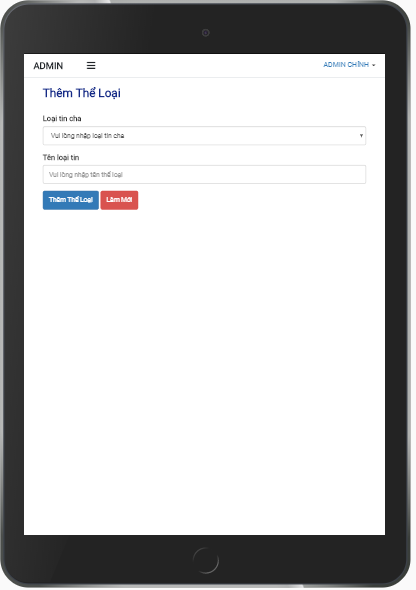 ADMIN
ADMIN CHÍNH
Thêm Thể Loại
Loại tin cha
Vui lòng nhập loại tin cha
Tên loại tin
Vui lòng nhập tên thể loại
Thêm Thể Loại Làm Mới